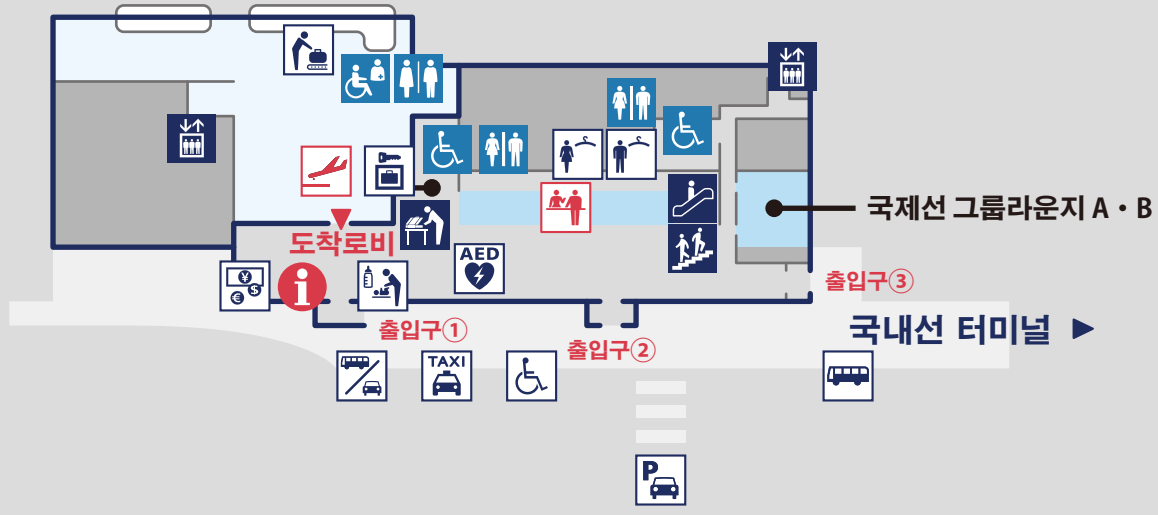 국제선 그룹라운지 A・B
도착로비
AED
¥
$
€
i
출입구③
출입구①
국내선 터미널 ▶
출입구②
TAXI
P